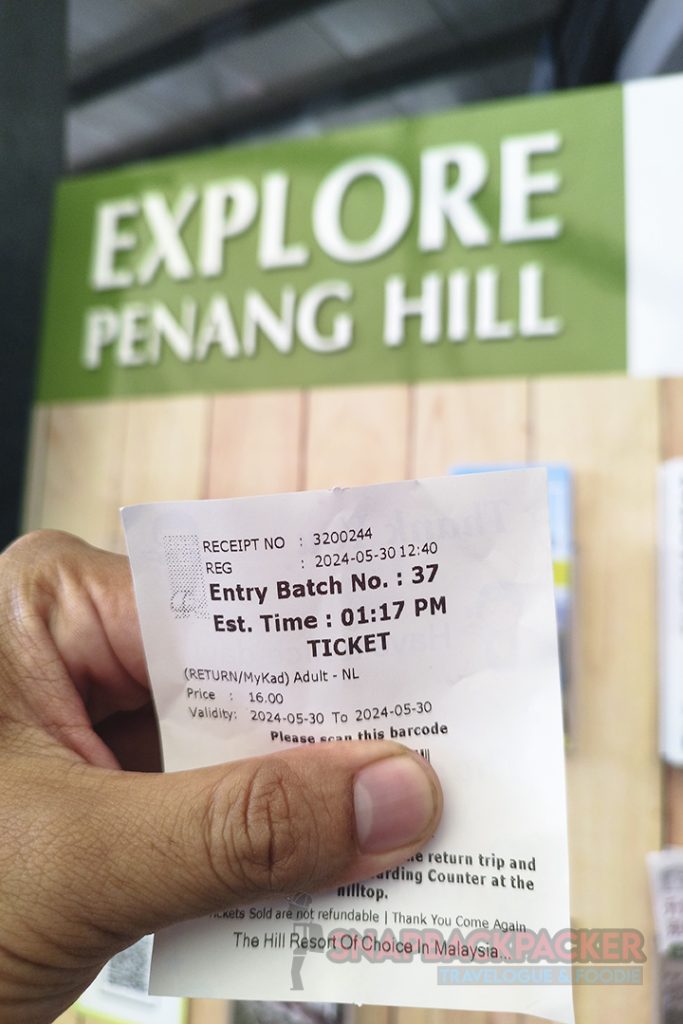 EXPLORE
PENANG HILL
RECEIPT NO : 3200244
REG : 2024-05-30 12:40
Entry Batch No. : 37
Est. Time : 01:17 PM
TICKET
(RETURN/MyKad) Adult - NL
Price : 16.00
Validity: 2024-05-30 To 2024-05-30
Please scan this barcode
return trip and
Counter at the
hilltop.
Sold are not refundable | Thank You Come Again
The Hill Resort Of Choice In Malaysia...
SNAPBACKPACKER
TRAVELOGUE & FOODIE